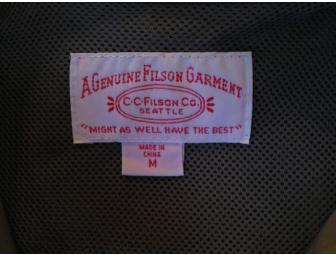 A GENUINE FILSON GARMENT
C·C·FILSON CO.
SEATTLE
"MIGHT AS WELL HAVE THE BEST"
MADE IN
CHINA
M